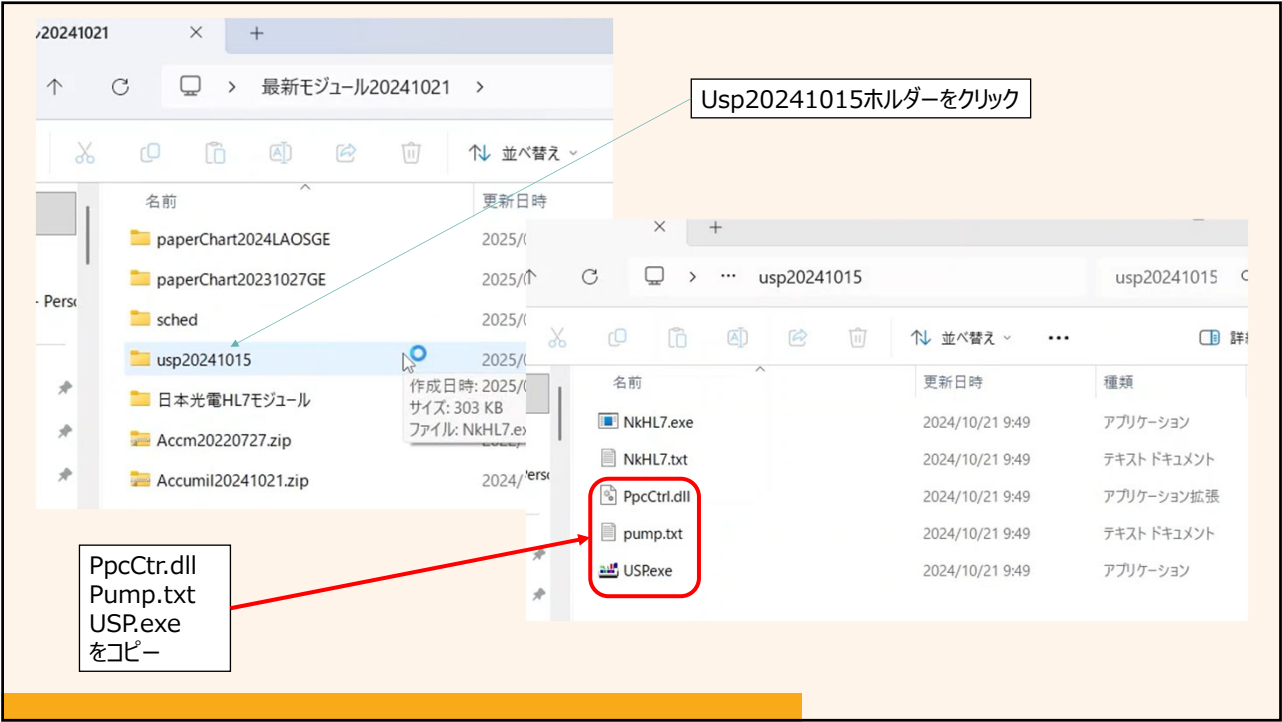 20241021
最新モジュール20241021
並べ替え
名前
更新日時
paperChart2024LAOSGE
2025/
paperChart20231027GE
2025/
sched
2025/
usp20241015
2025/
日本光電HL7モジュール
Accm20220727.zip
Accumil20241021.zip
2024/
作成日時: 2025/
サイズ: 303 KB
ファイル: NkHL7.ex
- Perso
Usp20241015ホルダーをクリック
usp20241015
usp20241015
並べ替え
名前
更新日時
種類
NkHL7.exe
2024/10/21 9:49
アプリケーション
NkHL7.txt
2024/10/21 9:49
テキスト ドキュメント
PpcCtrl.dll
2024/10/21 9:49
アプリケーション拡張
pump.txt
2024/10/21 9:49
テキスト ドキュメント
USP.exe
2024/10/21 9:49
アプリケーション
PpcCtr.dll
Pump.txt
USP.exe
をコピー